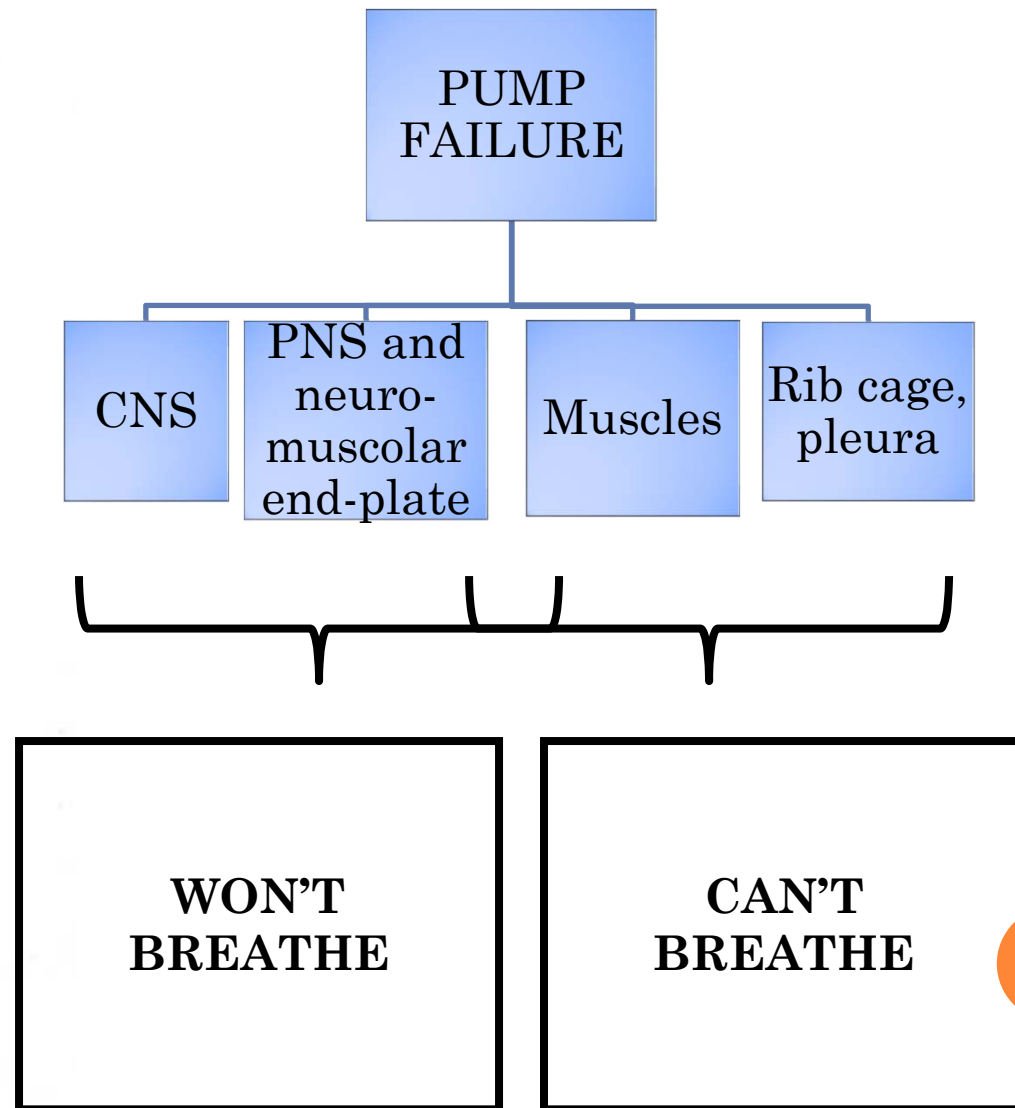 PUMP
FAILURE
CNS
PNS and
neuro-
muscolar
end-plate
Muscles
Rib cage,
pleura
WON’T
BREATHE
CAN’T
BREATHE